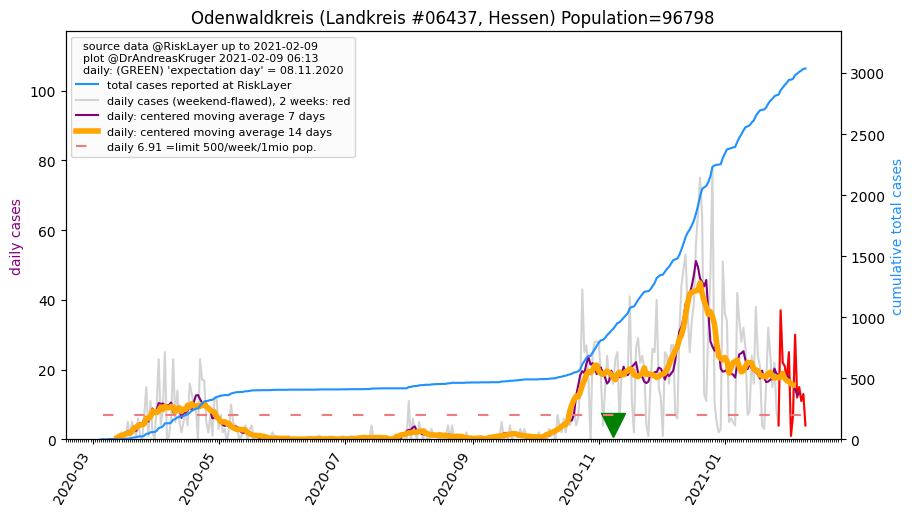 Odenwaldkreis (Landkreis #06437, Hessen) Population=96798
source data @RiskLayer up to 2021-02-09
plot @DrAndreasKruger 2021-02-09 06:13
daily: (GREEN) 'expectation day' = 08.11.2020
total cases reported at RiskLayer
daily cases (weekend-flawed), 2 weeks: red
daily: centered moving average 7 days
daily: centered moving average 14 days
daily 6.91 =limit 500/week/1mio pop.
daily cases
100
80
60
40
20
0
cumulative total cases
3000
2500
2000
1500
1000
500
0
2020-03
2020-05
2020-07
2020-09
2020-11
2021-01